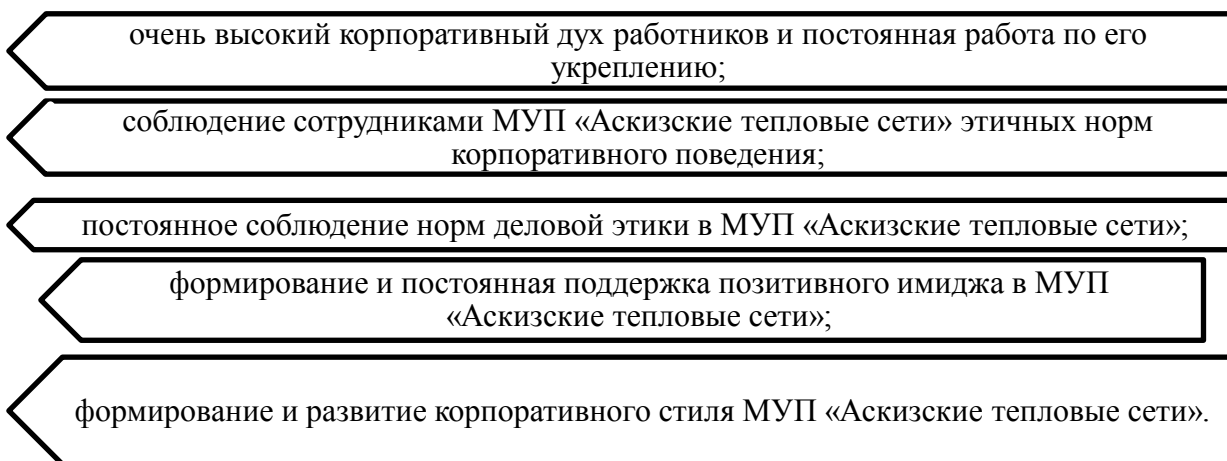 очень высокий корпоративный дух работников и постоянная работа по его
укреплению;
соблюдение сотрудниками МУП «Аскизские тепловые сети» этичных норм
корпоративного поведения;
постоянное соблюдение норм деловой этики в МУП «Аскизские тепловые сети»;
формирование и постоянная поддержка позитивного имиджа в МУП
«Аскизские тепловые сети»;
формирование и развитие корпоративного стиля МУП «Аскизские тепловые сети».